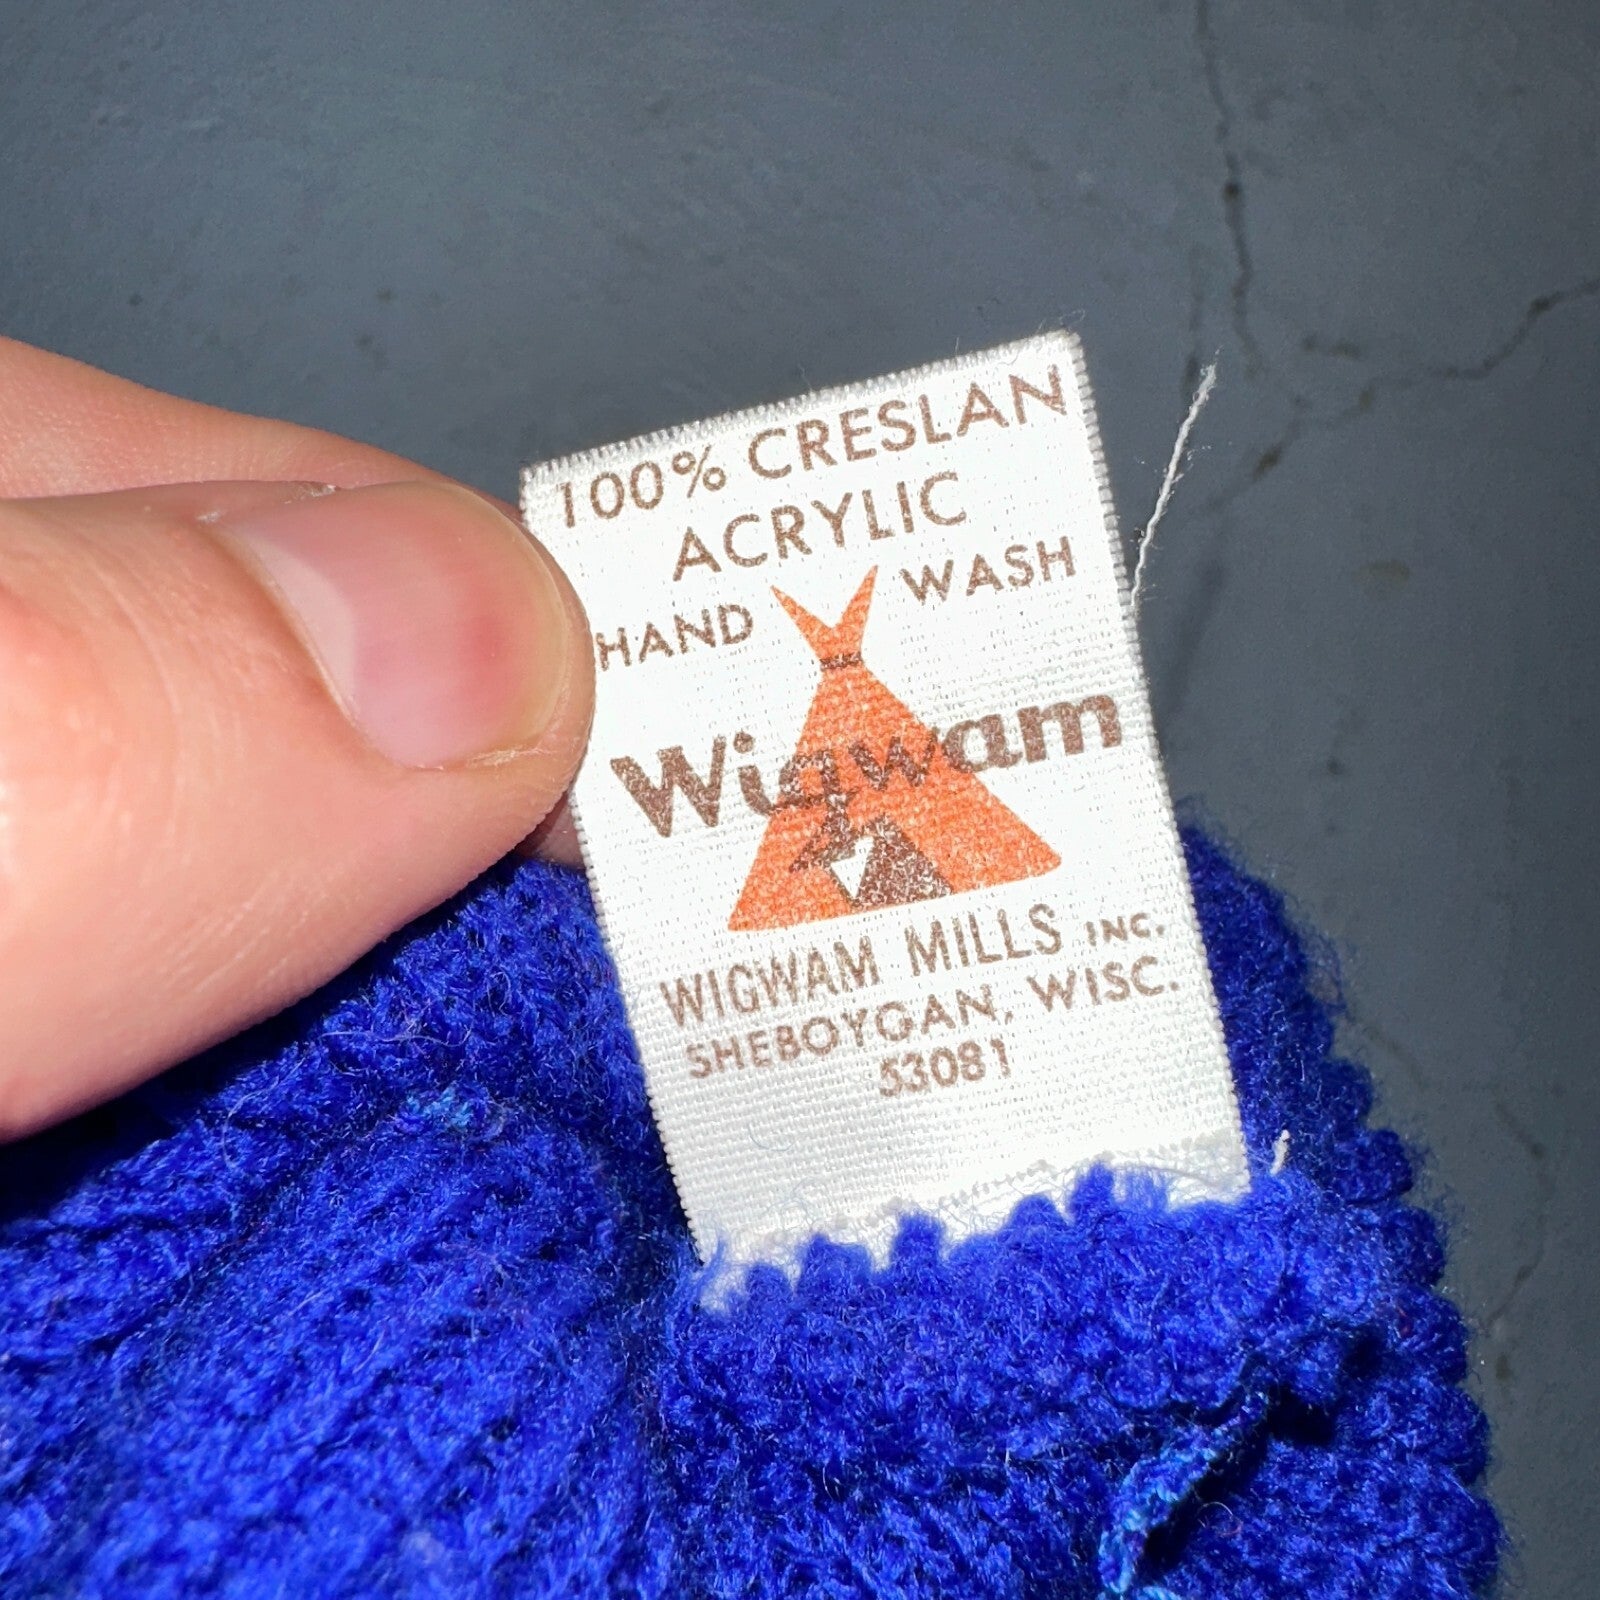 100% CRESLAN
ACRYLIC
HAND WASH
Wigwam
WIGWAM MILLS INC.
SHEBOYGAN, WISC.
53081